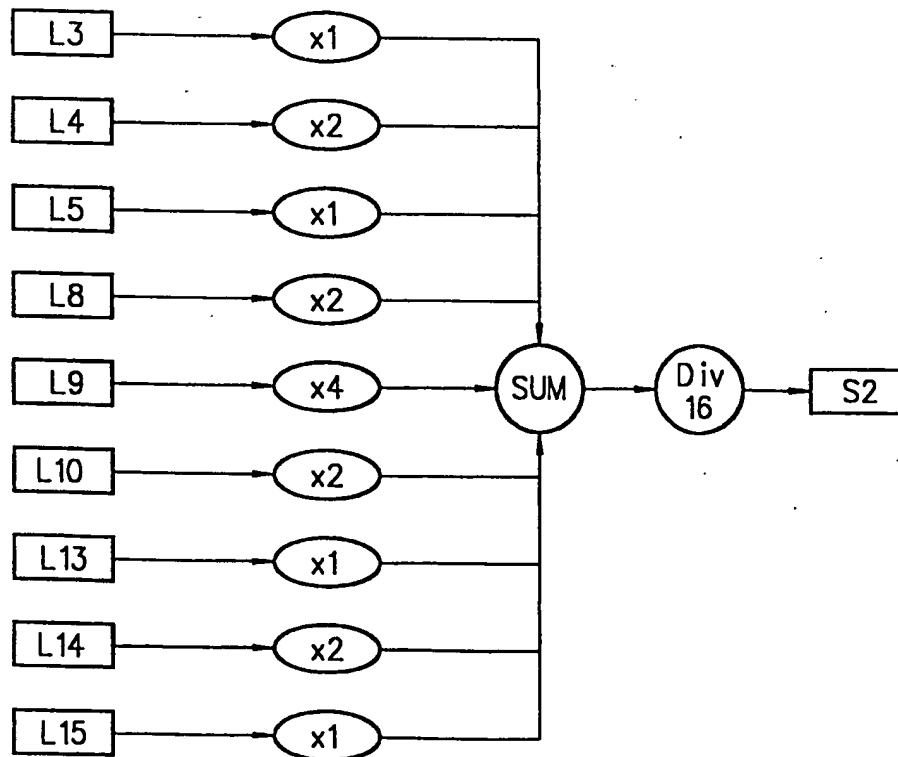 L3 x1
L4 x2
L5 x1
L8 x2
L9 x4 SUM Div 16 S2
L10 x2
L13 x1
L14 x2
L15 x1